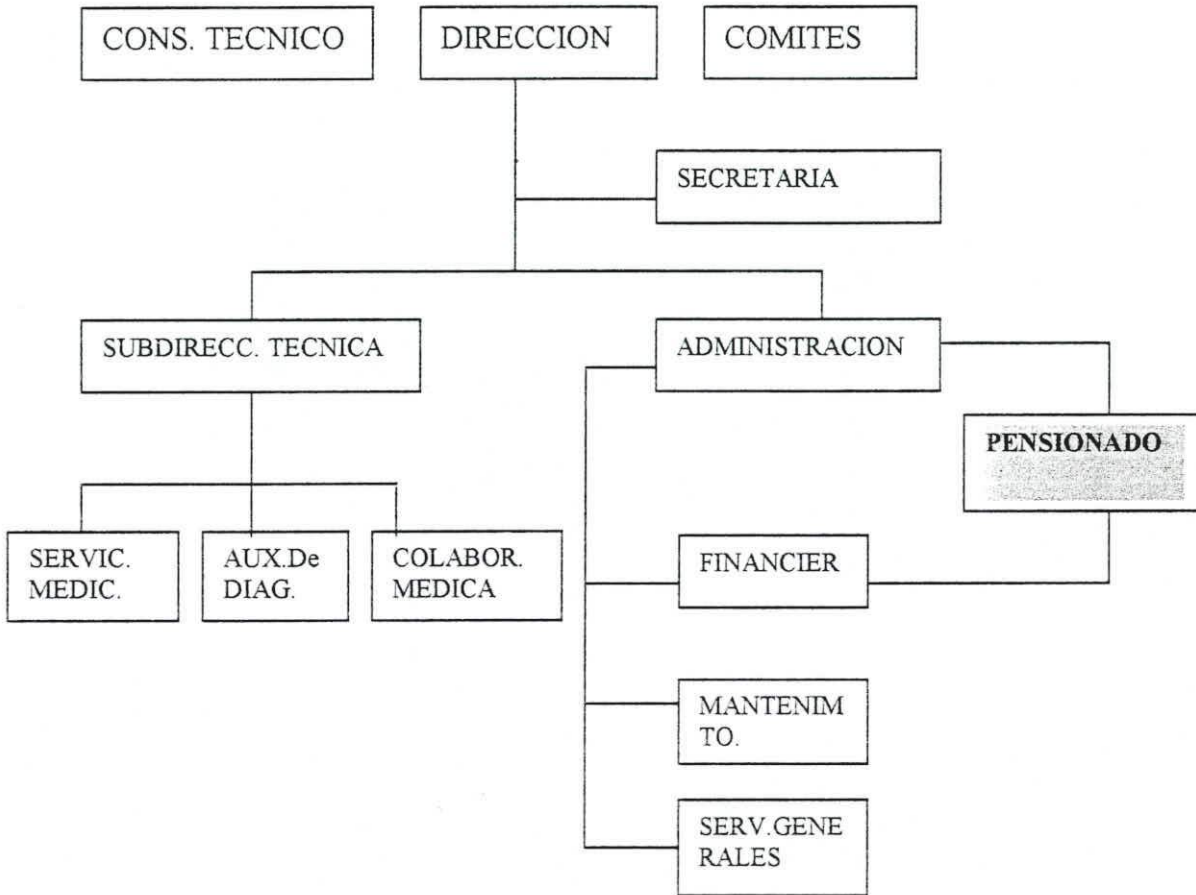 CONS. TECNICO
DIRECCION
COMITES
SECRETARIA
SUBDIRECC. TECNICA
ADMINISTRACION
PENSIONADO
SERVIC.
MEDIC.
AUX.De
DIAG.
COLABOR.
MEDICA
FINANCIER
MANTENIM
TO.
SERV.GENE
RALES